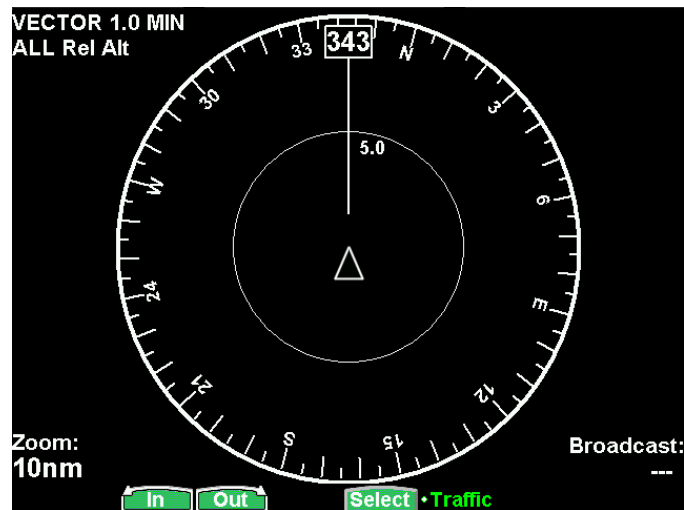 VECTOR 1.0 MIN
ALL Rel Alt
33
343
N
30
3
5.0
W
6
24
E
21
12
S
15
Zoom:
10nm
Broadcast:
---
In
Out
Select
•Traffic